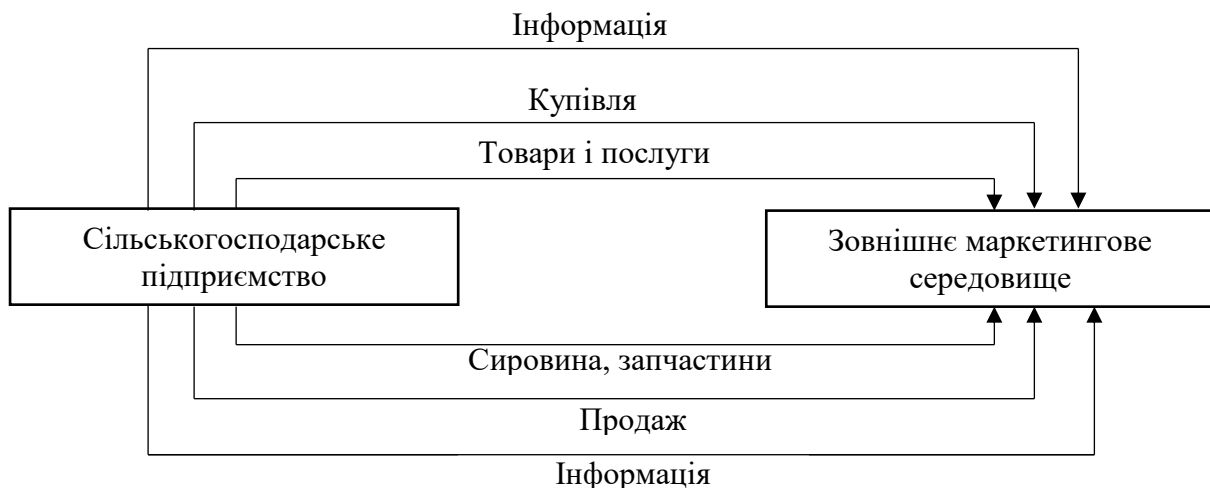 Інформація
Купівля
Товари і послуги
Сільськогосподарське
підприємство
Зовнішнє маркетингове
середовище
Сировина, запчастини
Продаж
Інформація